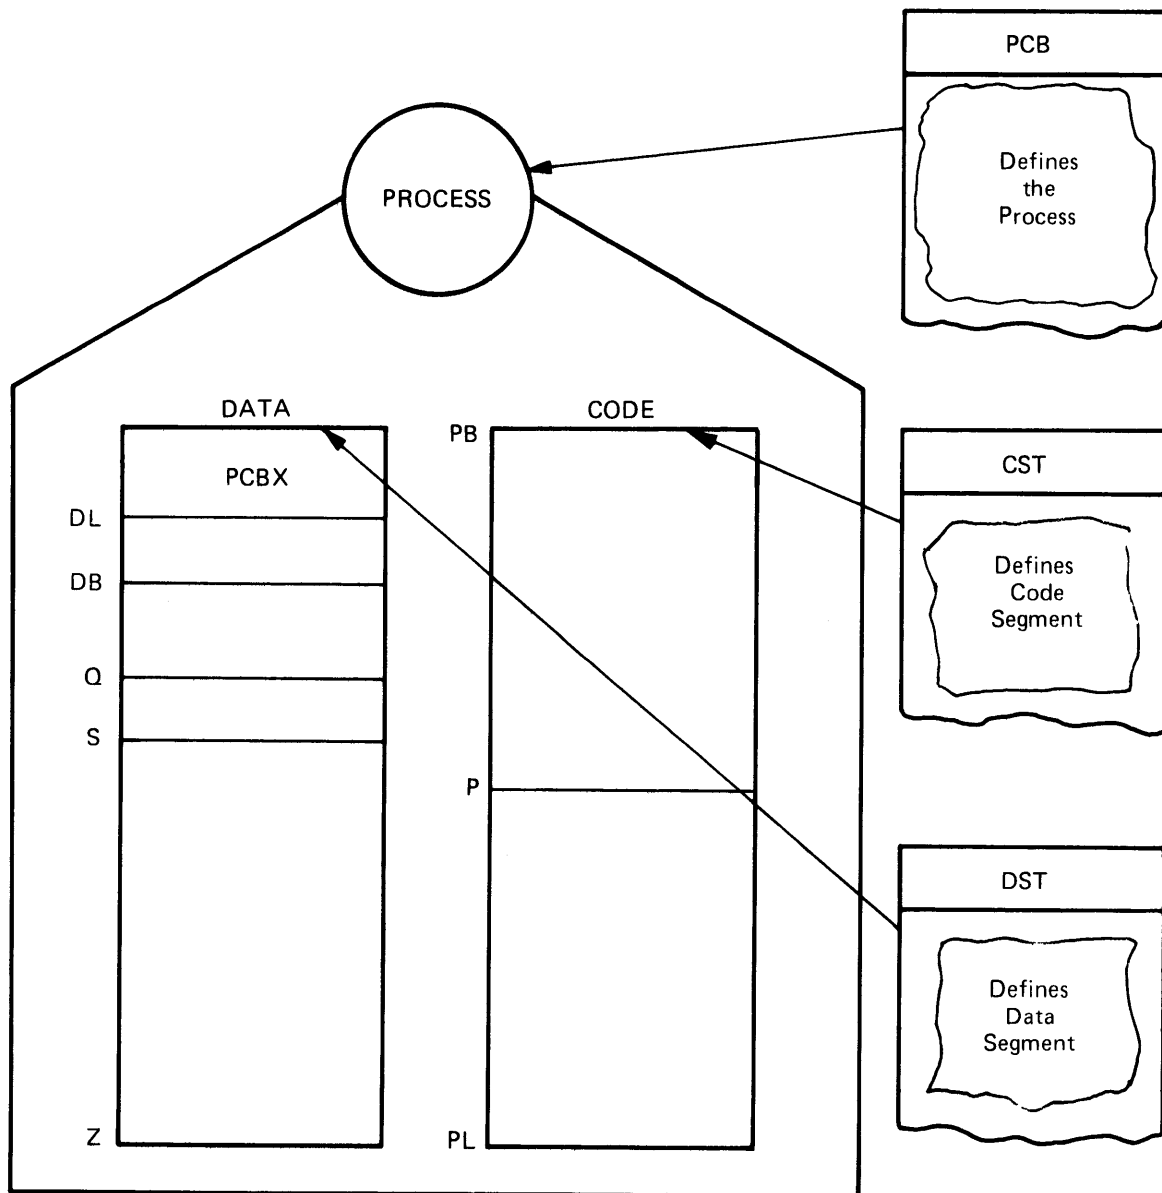 PCB
Defines
the
Process
PROCESS
DATA
CODE
PB
PCBX
DL
DB
Q
S
P
Z
PL
CST
Defines
Code
Segment
DST
Defines
Data
Segment